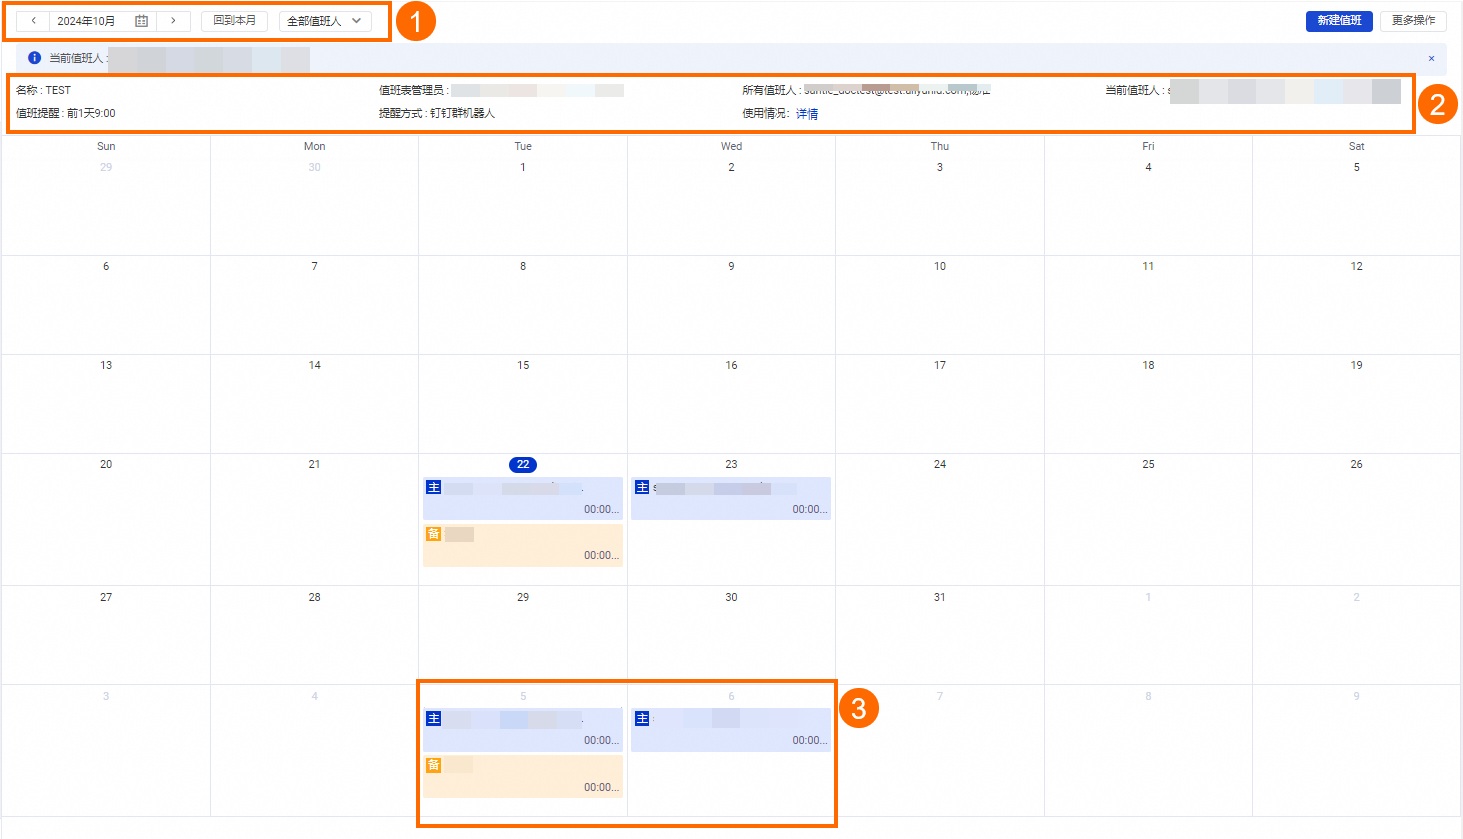 2024年10月 回到本月 全部值班人 1 新建值班 更多操作
当前值班人 :
名称 : TEST 值班表管理员 : 所有值班人 : 当前值班人 :
值班提醒 : 前1天9:00 提醒方式 : 钉钉群机器人 使用情况: 详情 2
Sun Mon Tue Wed Thu Fri Sat
29 30 1 2 3 4 5
6 7 8 9 10 11 12
13 14 15 16 17 18 19
20 21 22 23 24 25 26
主 主
00:00... 00:00...
备
00:00...
27 28 29 30 31 1 2
3 4 5 6 7 8 9
主 主 3
00:00... 00:00...
备
00:00...